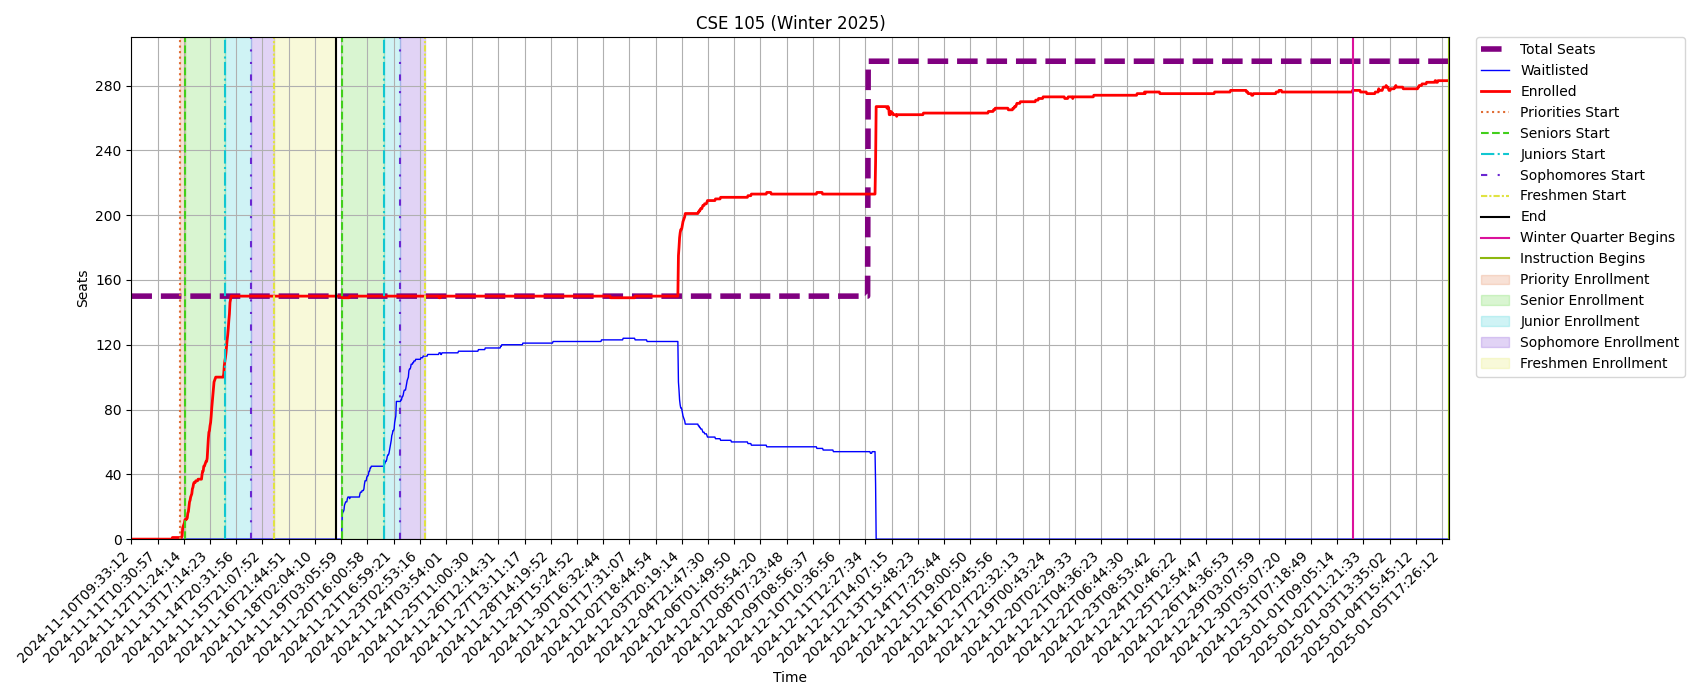 CSE 105 (Winter 2025)
Seats
280
240
200
160
120
80
40
0
2024-11-10T09:33:12
2024-11-11T10:30:57
2024-11-12T11:24:14
2024-11-13T17:14:23
2024-11-14T20:31:56
2024-11-15T21:07:52
2024-11-16T21:44:51
2024-11-18T02:04:10
2024-11-19T03:05:59
2024-11-20T16:00:58
2024-11-21T16:59:21
2024-11-23T02:53:16
2024-11-24T03:54:01
2024-11-25T11:00:30
2024-11-26T12:14:31
2024-11-27T13:11:17
2024-11-28T14:19:52
2024-11-29T15:24:52
2024-11-30T16:32:44
2024-12-01T17:31:07
2024-12-02T18:44:54
2024-12-03T20:19:14
2024-12-04T21:47:30
2024-12-06T01:49:50
2024-12-07T05:54:20
2024-12-08T07:23:48
2024-12-09T08:56:37
2024-12-10T10:36:56
2024-12-11T12:27:34
2024-12-12T14:07:15
2024-12-13T15:48:23
2024-12-14T17:25:44
2024-12-15T19:00:50
2024-12-16T20:45:56
2024-12-17T22:32:13
2024-12-19T00:43:24
2024-12-20T02:29:33
2024-12-21T04:36:23
2024-12-22T06:44:30
2024-12-23T08:53:42
2024-12-24T10:46:22
2024-12-25T12:54:47
2024-12-26T14:36:53
2024-12-29T03:07:59
2024-12-30T05:07:20
2024-12-31T07:18:49
2025-01-01T09:05:14
2025-01-02T11:21:33
2025-01-03T13:35:02
2025-01-04T15:45:12
2025-01-05T17:26:12
Time
Total Seats
Waitlisted
Enrolled
Priorities Start
Seniors Start
Juniors Start
Sophomores Start
Freshmen Start
End
Winter Quarter Begins
Instruction Begins
Priority Enrollment
Senior Enrollment
Junior Enrollment
Sophomore Enrollment
Freshmen Enrollment